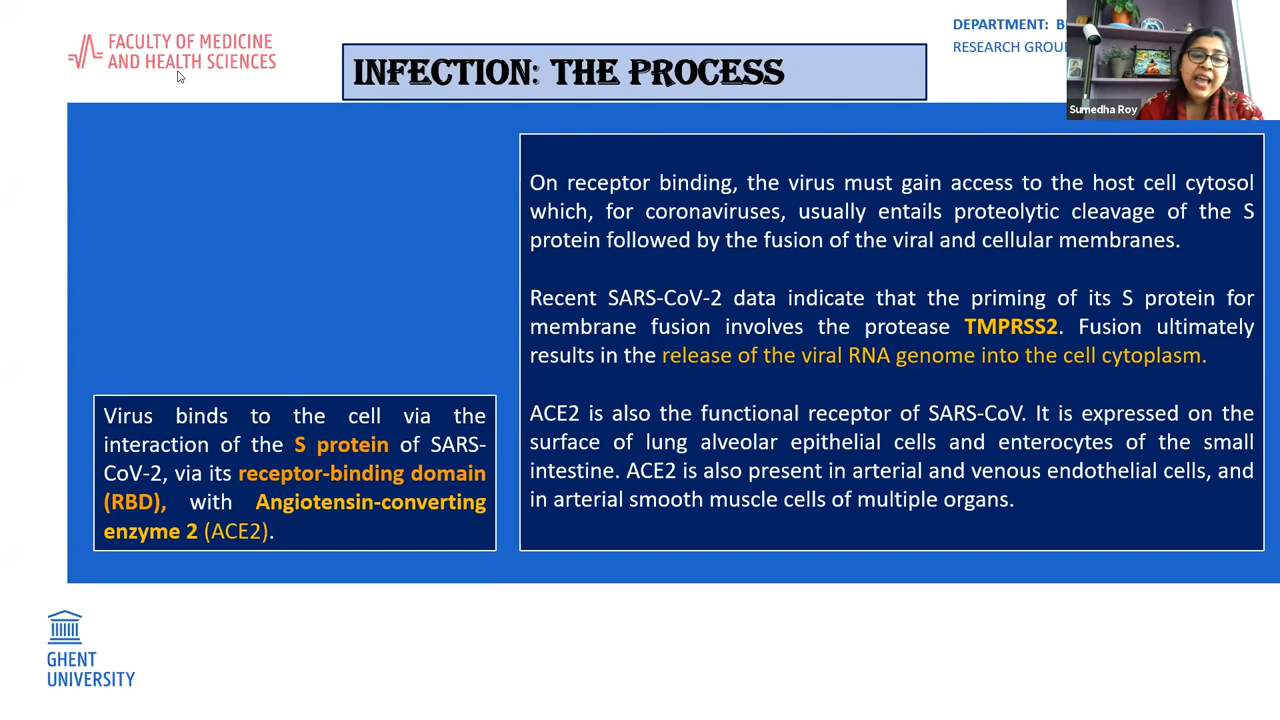 FACULTY OF MEDICINE
AND HEALTH SCIENCES
INFECTION: THE PROCESS
DEPARTMENT:
RESEARCH GROUP
Sumedha Roy
On receptor binding, the virus must gain access to the host cell cytosol
which, for coronaviruses, usually entails proteolytic cleavage of the S
protein followed by the fusion of the viral and cellular membranes.
Recent SARS-CoV-2 data indicate that the priming of its S protein for
membrane fusion involves the protease TMPRSS2. Fusion ultimately
results in the release of the viral RNA genome into the cell cytoplasm.
ACE2 is also the functional receptor of SARS-CoV. It is expressed on the
surface of lung alveolar epithelial cells and enterocytes of the small
intestine. ACE2 is also present in arterial and venous endothelial cells, and
in arterial smooth muscle cells of multiple organs.
Virus binds to the cell via the
interaction of the S protein of SARS-
CoV-2, via its receptor-binding domain
(RBD), with Angiotensin-converting
enzyme 2 (ACE2).
GHENT
UNIVERSITY